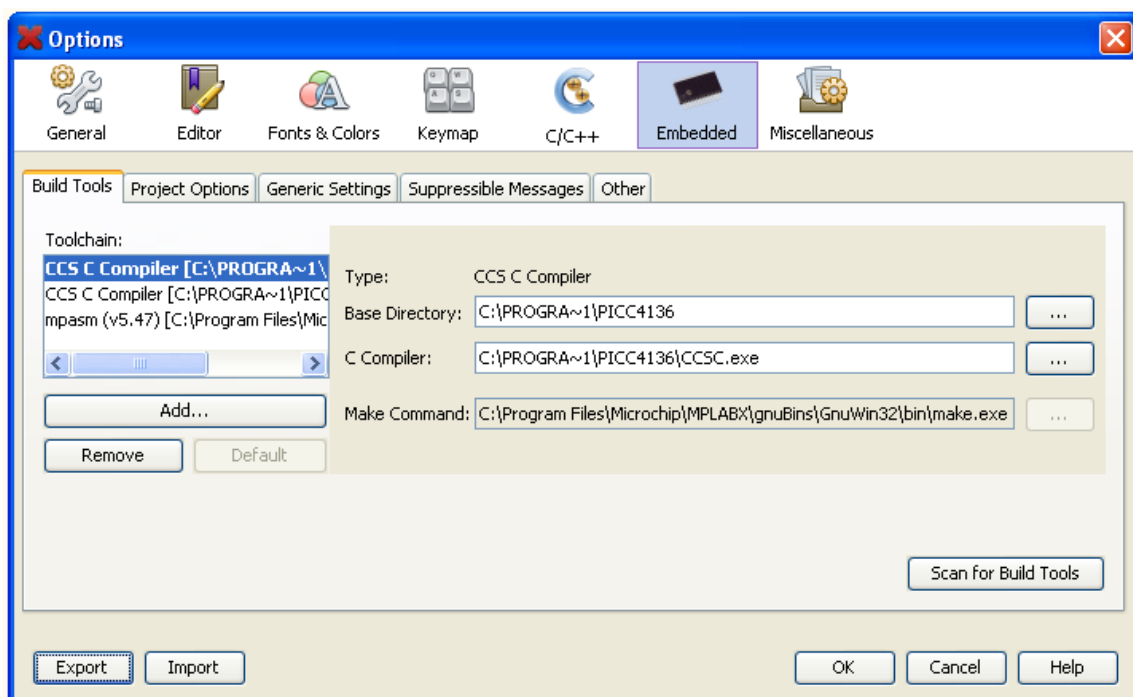 Options
General Editor Fonts & Colors Keymap C/C++ Embedded Miscellaneous
Build Tools Project Options Generic Settings Suppressible Messages Other
Toolchain:
CCS C Compiler [C:\PROGRA~1\
CCS C Compiler [C:\PROGRA~1\PICC
mpasm (v5.47) [C:\Program Files\Mic
Add...
Remove Default
Type: CCS C Compiler
Base Directory: C:\PROGRA~1\PICC4136 ...
C Compiler: C:\PROGRA~1\PICC4136\CCSC.exe ...
Make Command: C:\Program Files\Microchip\MPLABX\gnuBins\GnuWin32\bin\make.exe ...
Scan for Build Tools
Export Import OK Cancel Help